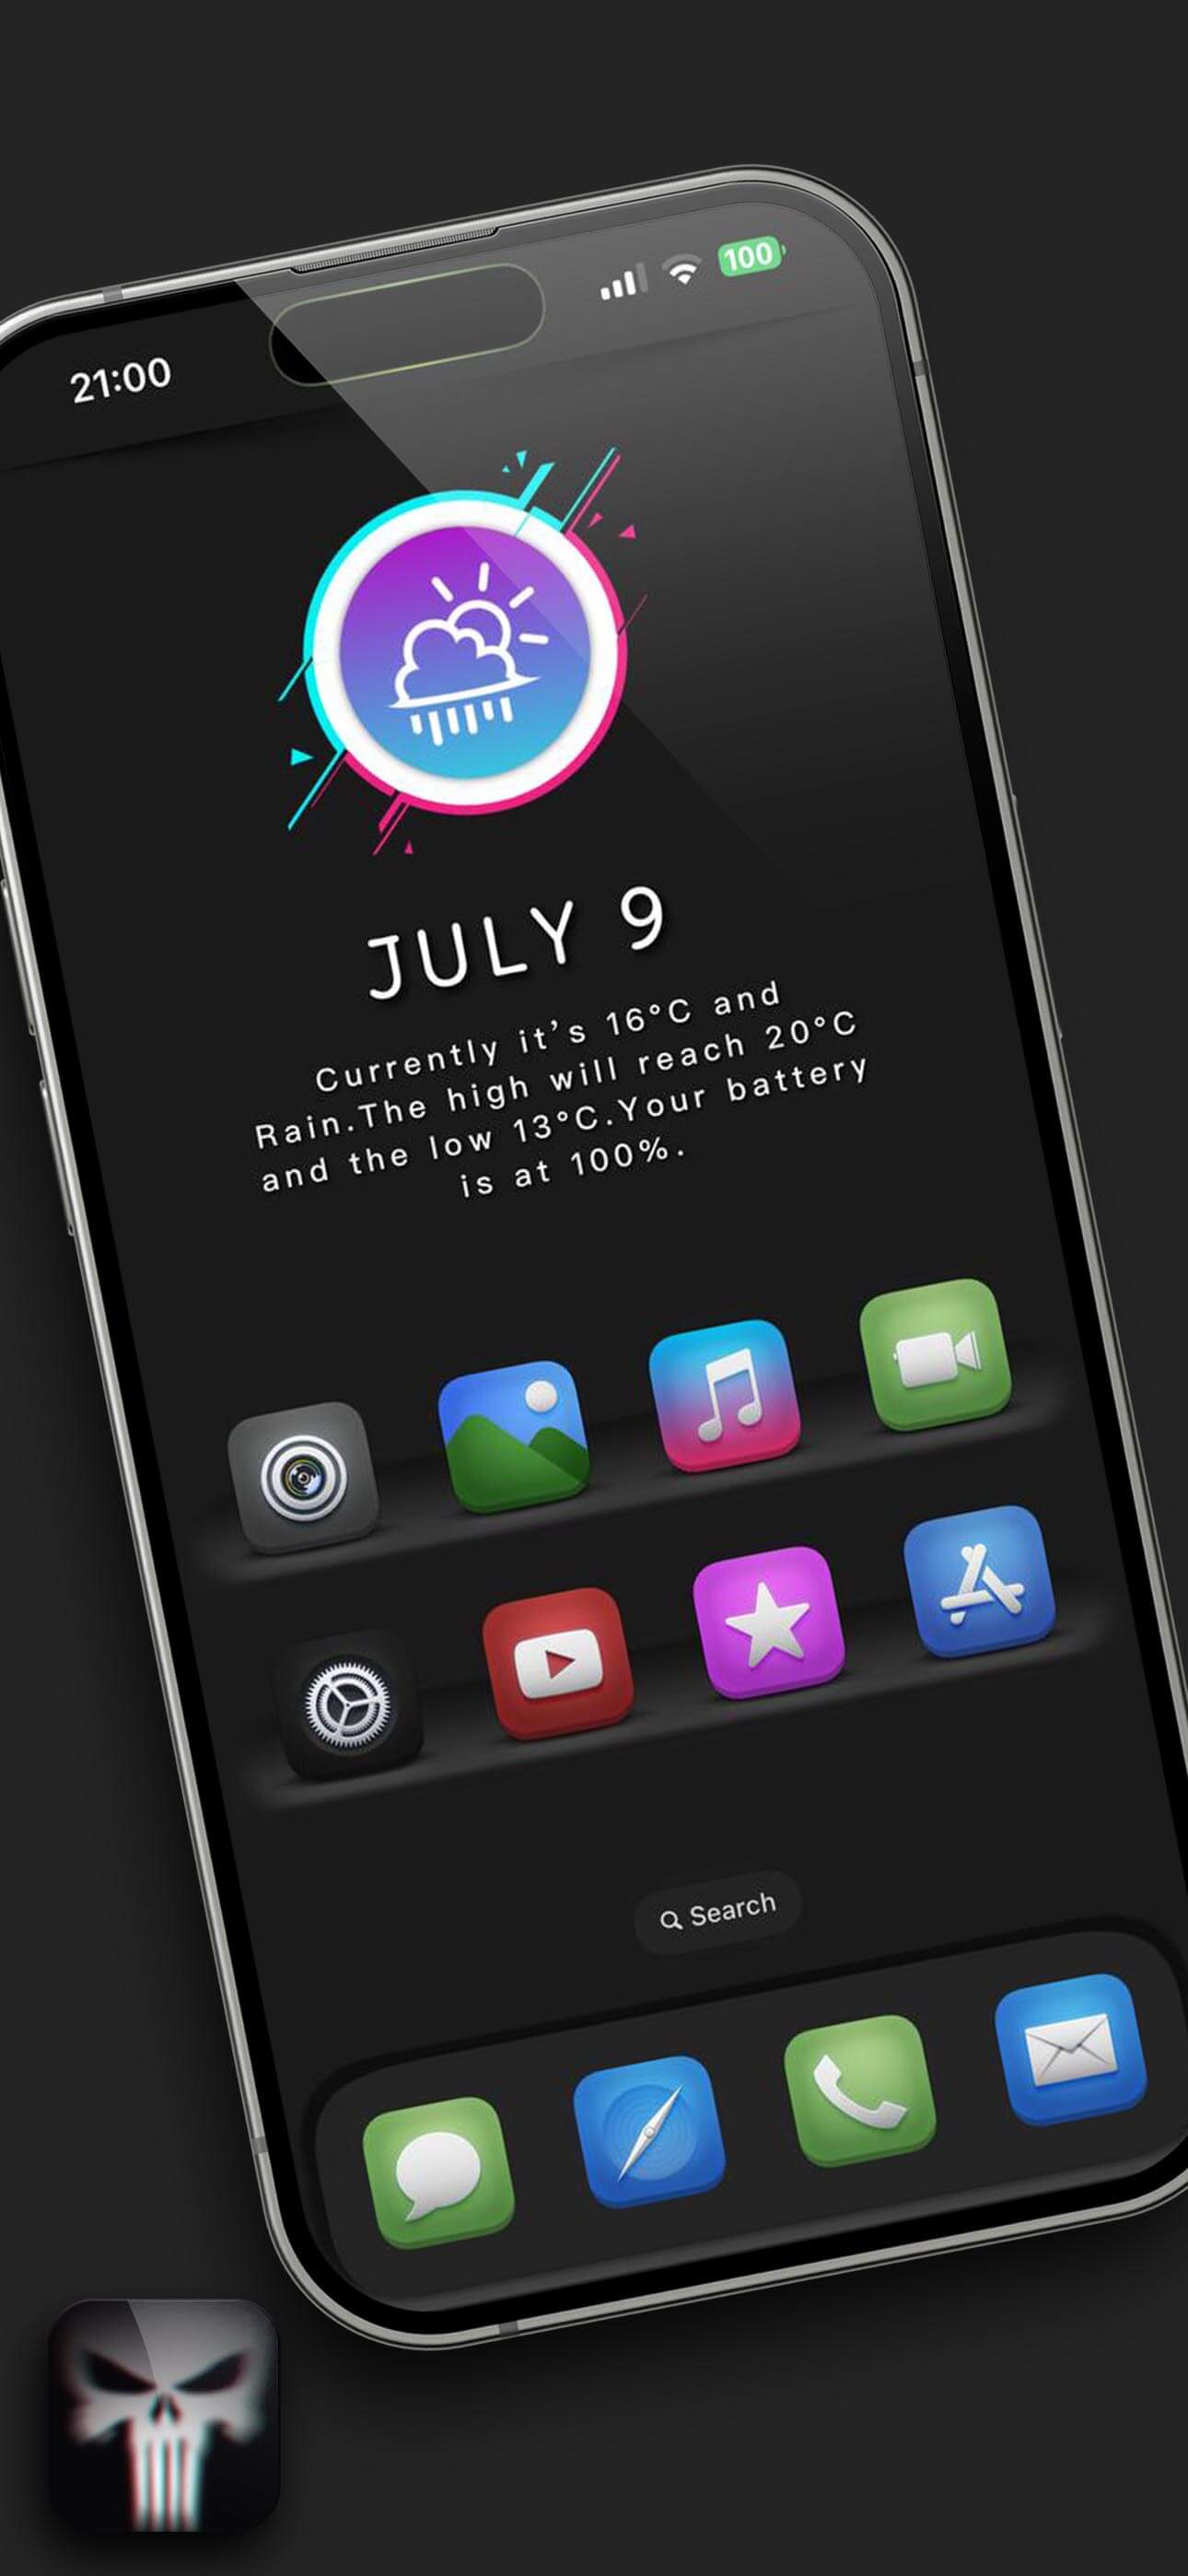 21:00
100
JULY 9
Currently it’s 16°C and
Rain.The high will reach 20°C
and the low 13°C.Your battery
is at 100%.
Search